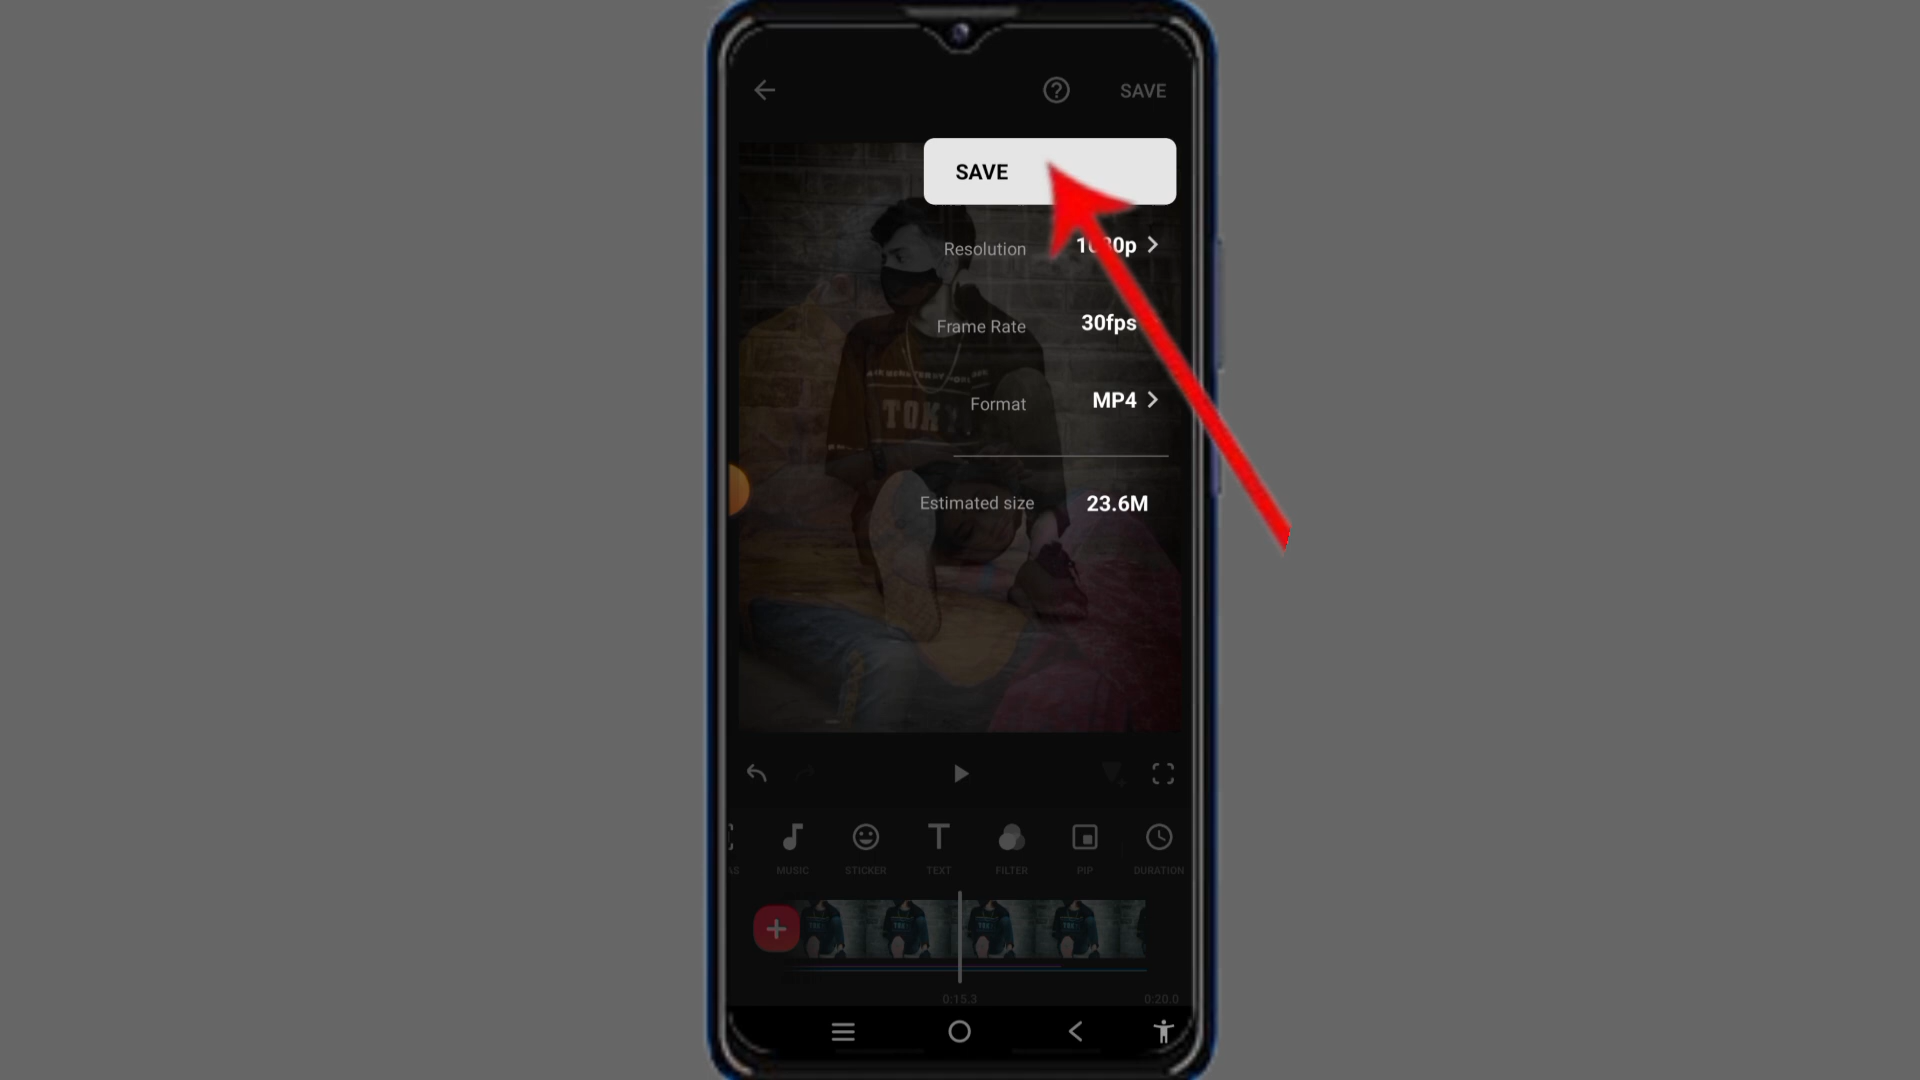 SAVE
SAVE
Resolution 1080p
Frame Rate 30fps
Format MP4
Estimated size 23.6M
MUSIC STICKER TEXT FILTER PIP DURATION
0:15.3 0:20.0